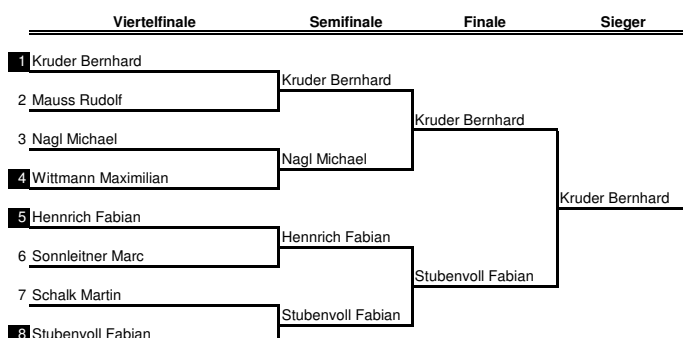 Viertelfinale Semifinale Finale Sieger
1 Kruder Bernhard
Kruder Bernhard
2 Mauss Rudolf
Kruder Bernhard
3 Nagl Michael
Nagl Michael
4 Wittmann Maximilian
Kruder Bernhard
5 Hennrich Fabian
Hennrich Fabian
6 Sonnleitner Marc
Stubenvoll Fabian
7 Schalk Martin
Stubenvoll Fabian
8 Stubenvoll Fabian